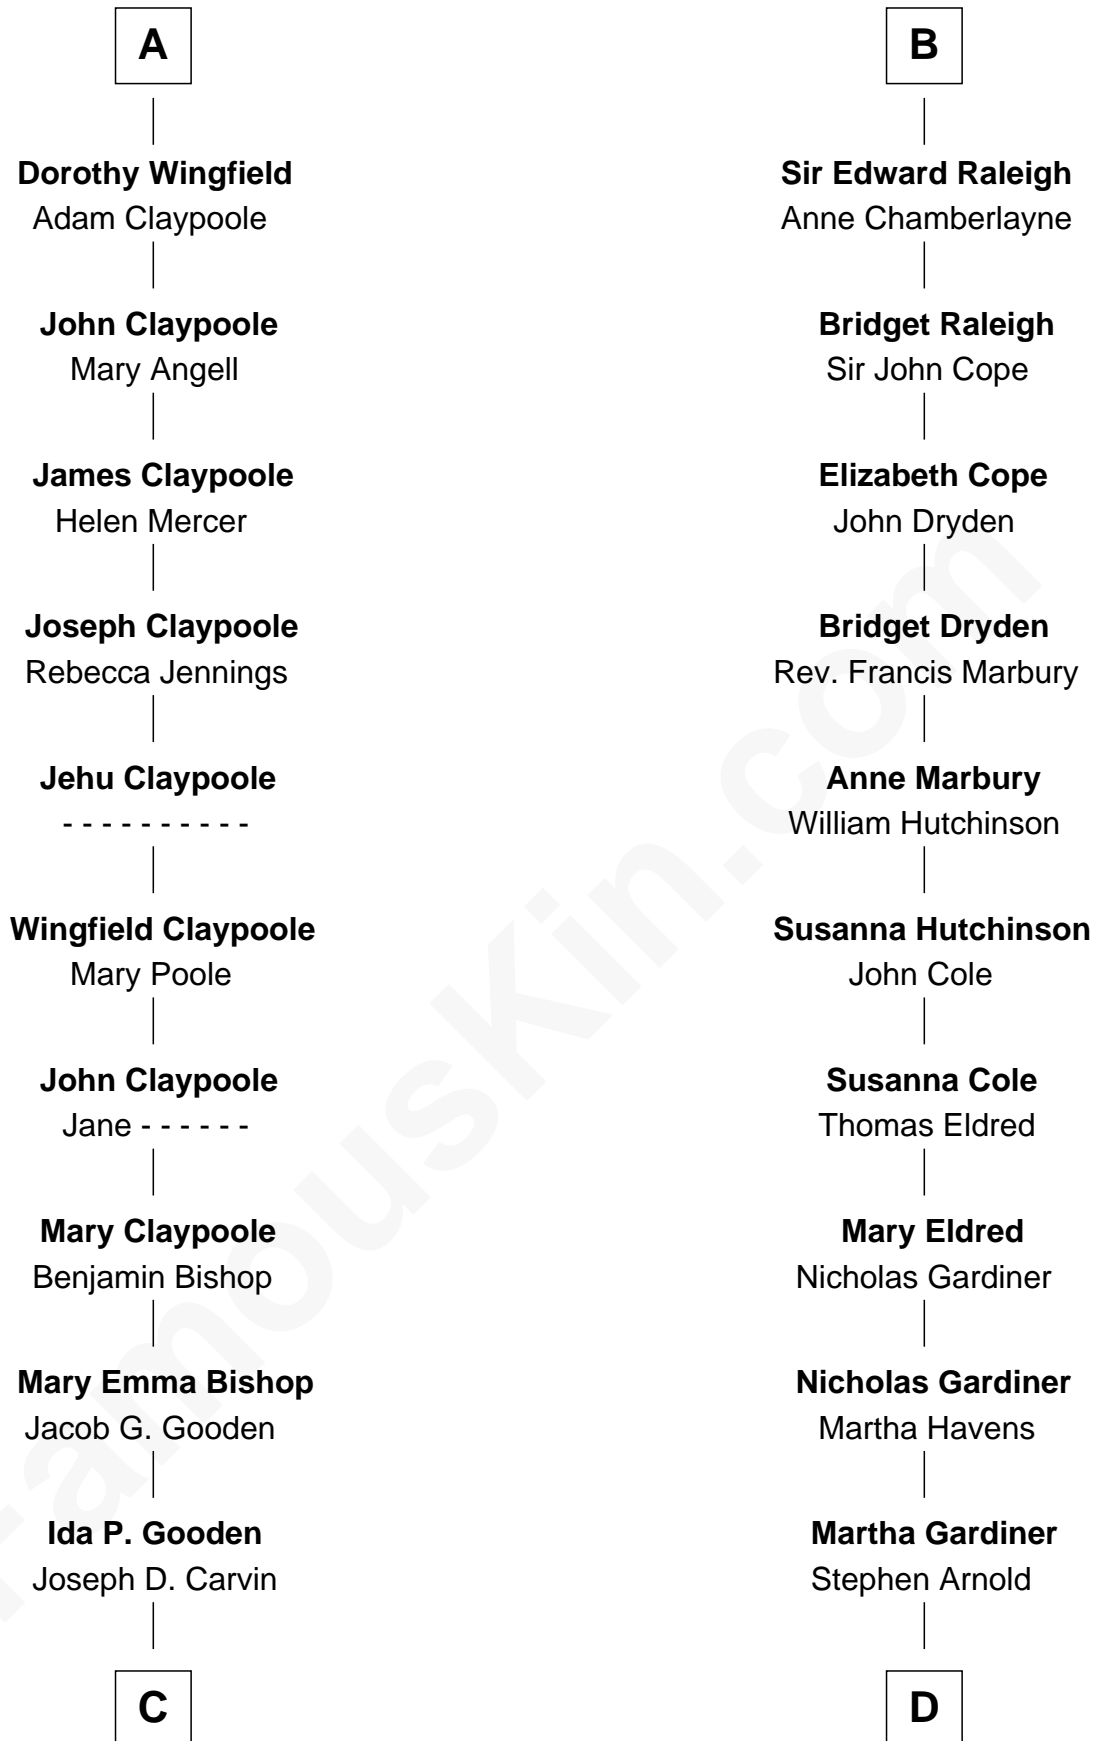 A
Dorothy Wingfield
Adam Claypoole
John Claypoole
Mary Angell
James Claypoole
Helen Mercer
Joseph Claypoole
Rebecca Jennings
Jehu Claypoole
- - - - - - - - - -
Wingfield Claypoole
Mary Poole
John Claypoole
Jane - - - - - -
Mary Claypoole
Benjamin Bishop
Mary Emma Bishop
Jacob G. Gooden
Ida P. Gooden
Joseph D. Carvin
C
B
Sir Edward Raleigh
Anne Chamberlayne
Bridget Raleigh
Sir John Cope
Elizabeth Cope
John Dryden
Bridget Dryden
Rev. Francis Marbury
Anne Marbury
William Hutchinson
Susanna Hutchinson
John Cole
Susanna Cole
Thomas Eldred
Mary Eldred
Nicholas Gardiner
Nicholas Gardiner
Martha Havens
Martha Gardiner
Stephen Arnold
D
FamousKin.com